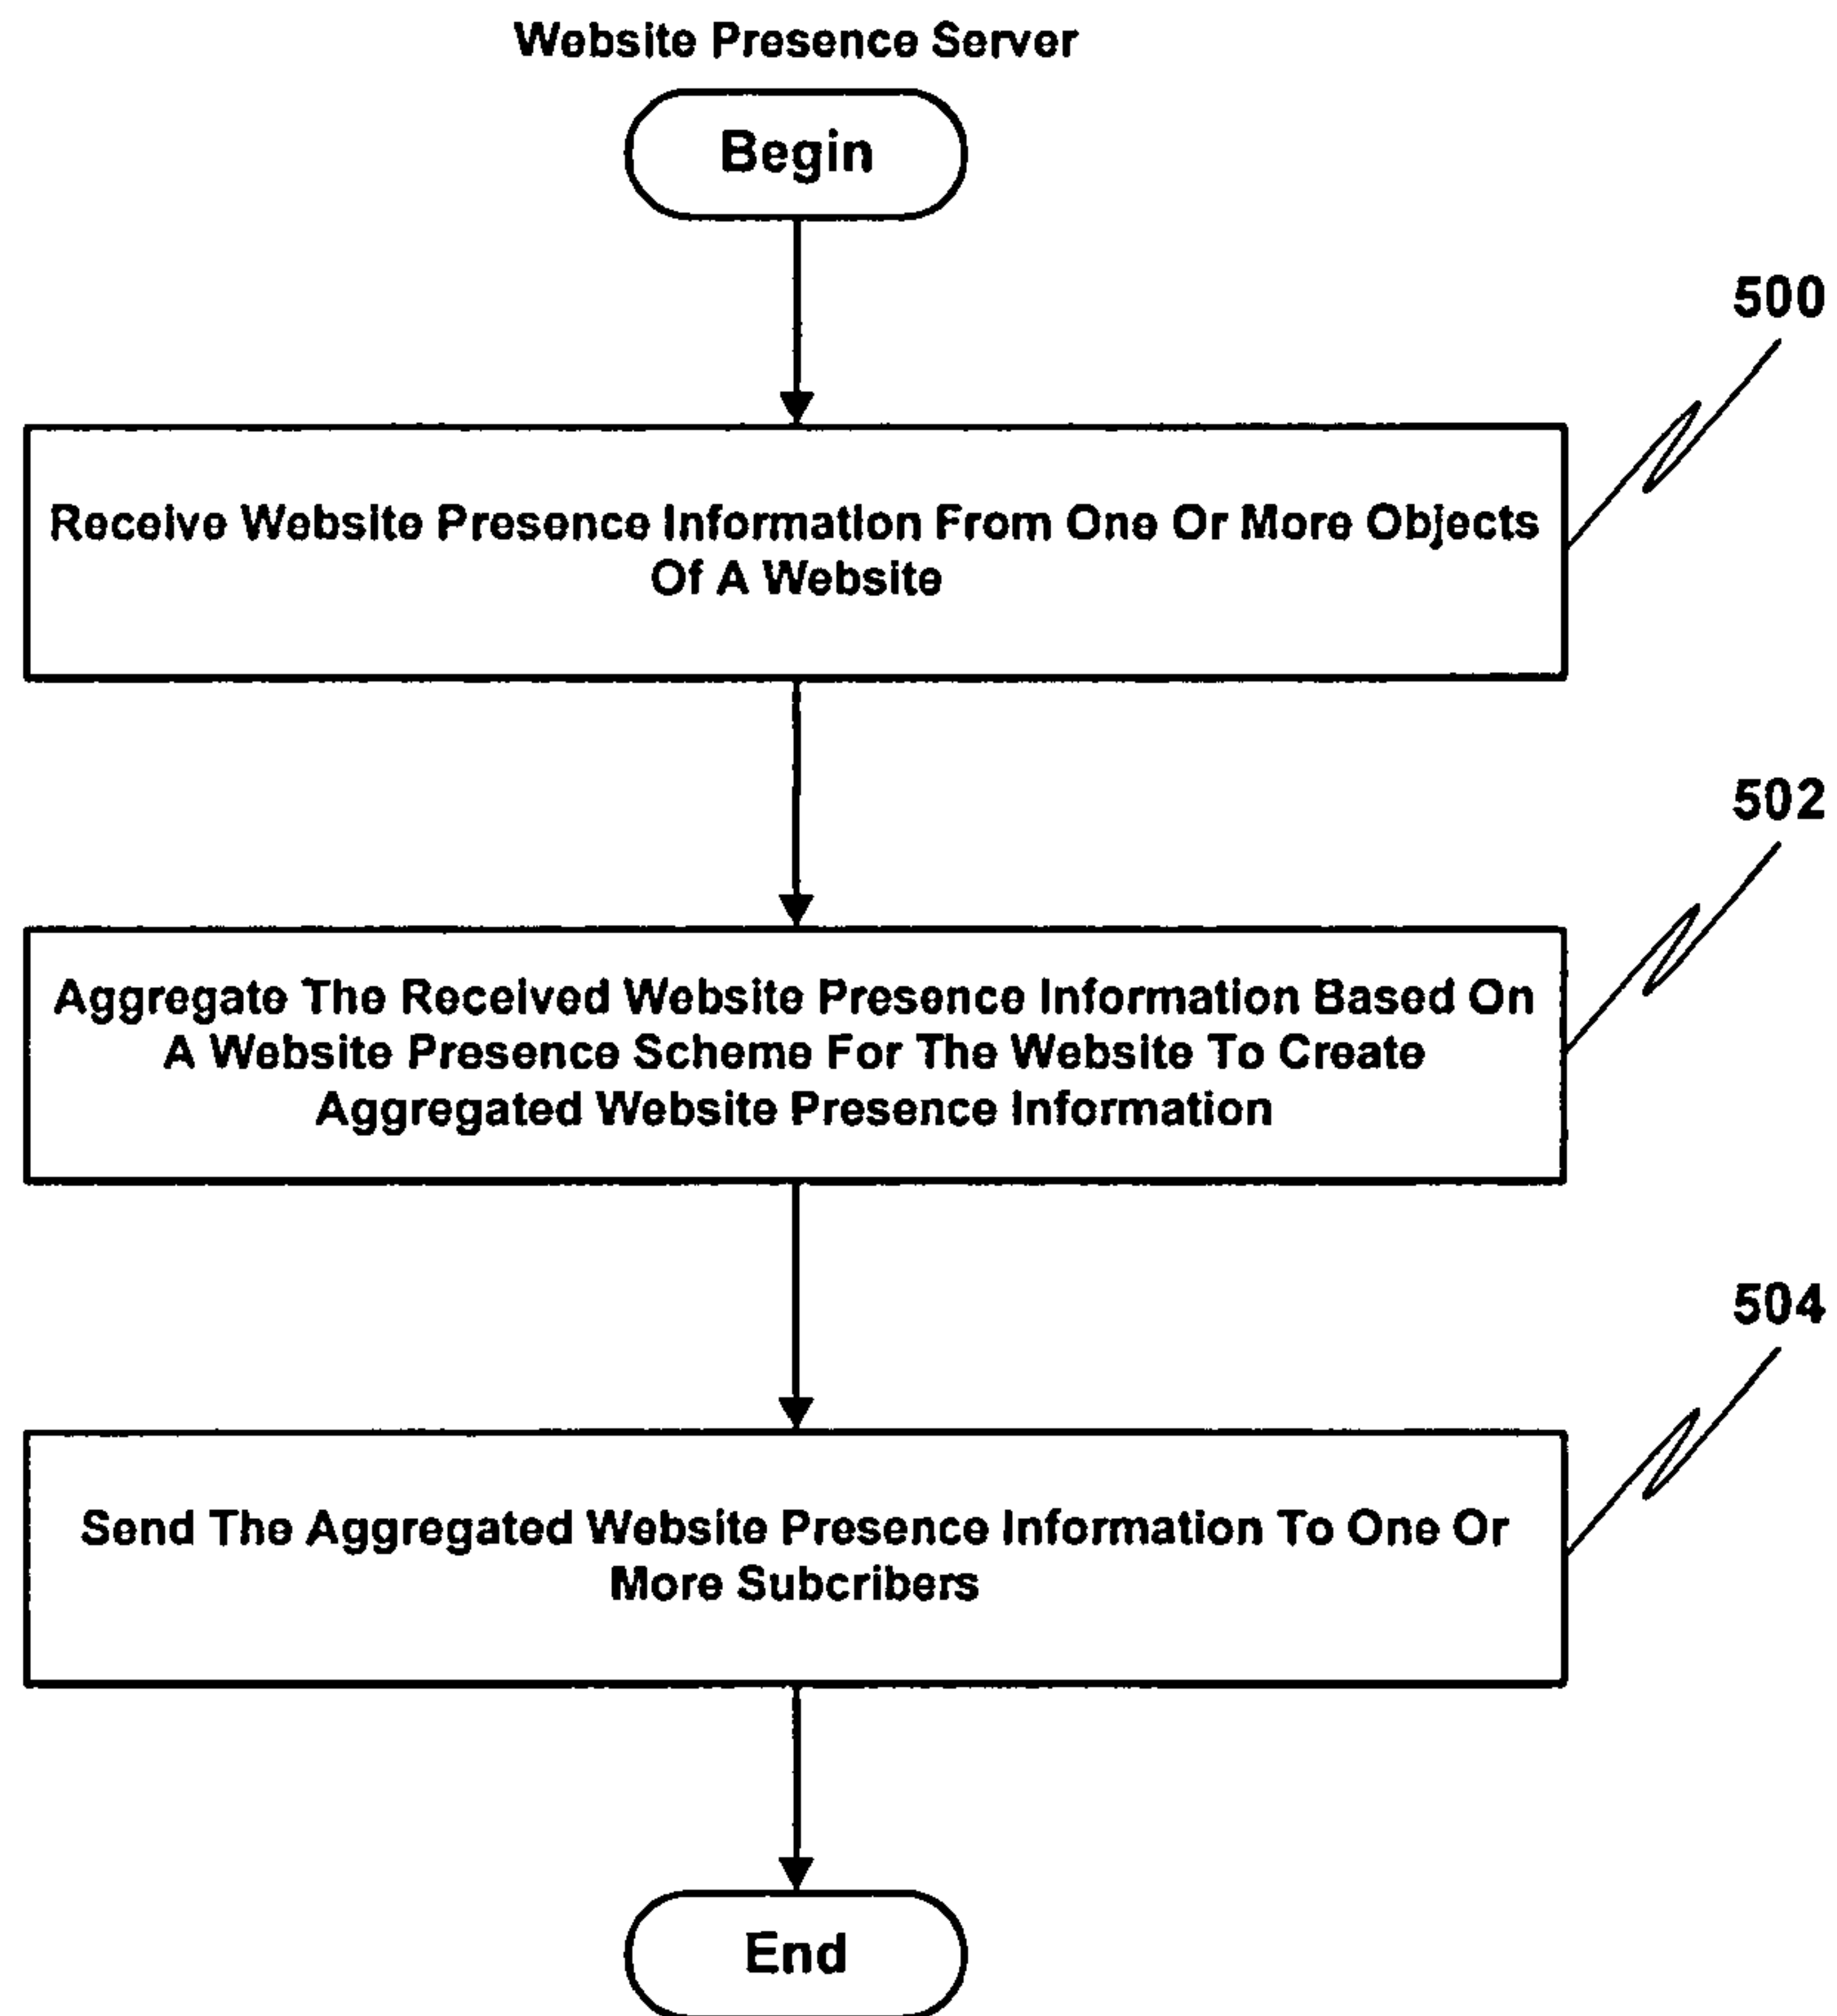 Website Presence Server
Begin
500
Receive Website Presence Information From One Or More Objects
Of A Website
502
Aggregate The Received Website Presence Information Based On
A Website Presence Scheme For The Website To Create
Aggregated Website Presence Information
504
Send The Aggregated Website Presence Information To One Or
More Subcribers
End